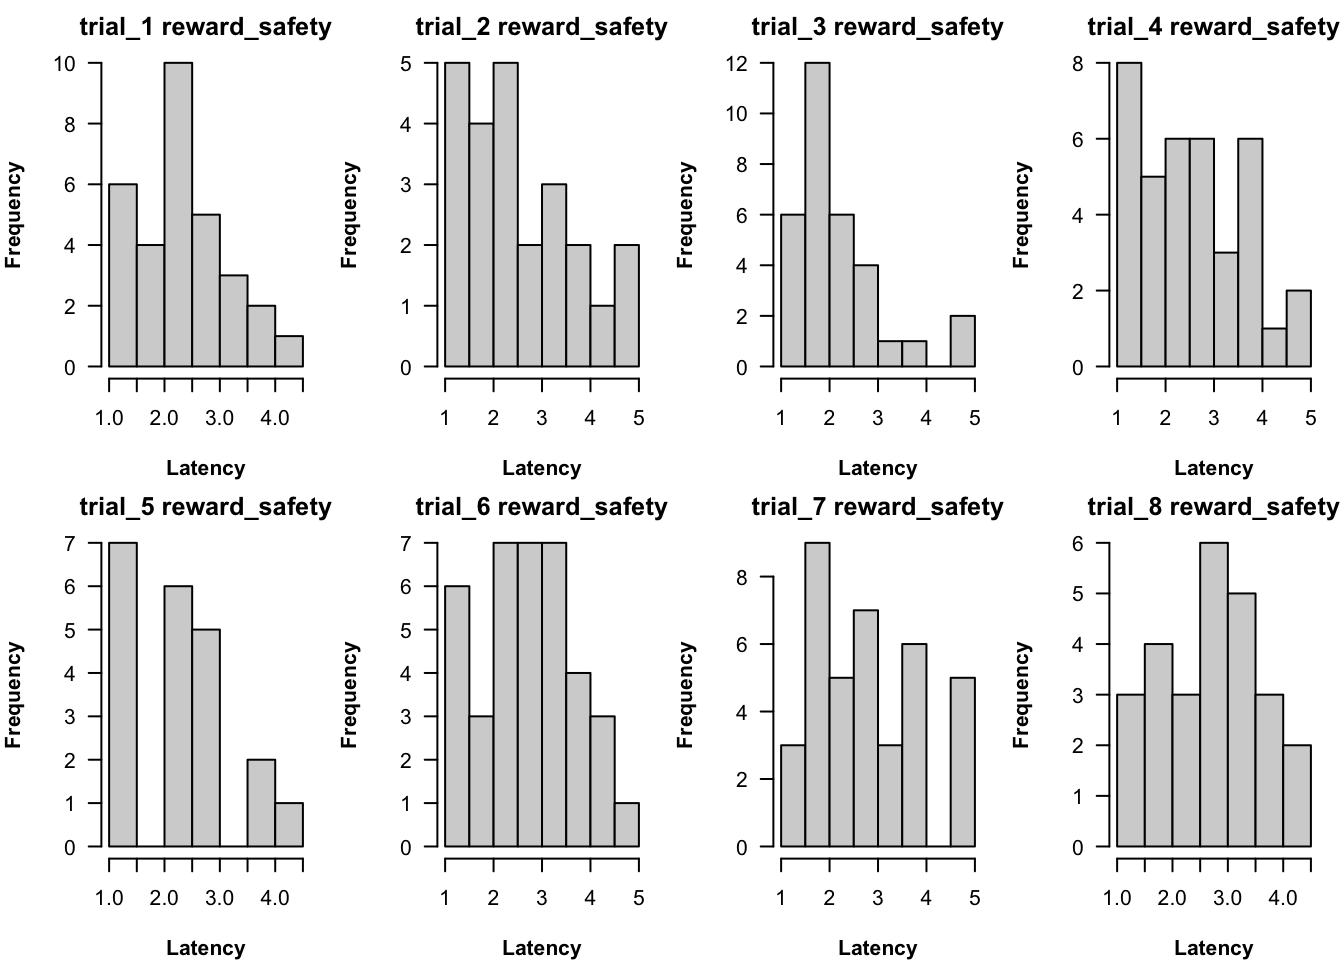 trial_1 reward_safety
Frequency
10
8
6
4
2
0
1.0 2.0 3.0 4.0
Latency
trial_2 reward_safety
Frequency
5
4
3
2
1
0
1 2 3 4 5
Latency
trial_3 reward_safety
Frequency
12
10
8
6
4
2
0
1 2 3 4 5
Latency
trial_4 reward_safety
Frequency
8
6
4
2
0
1 2 3 4 5
Latency
trial_5 reward_safety
Frequency
7
6
5
4
3
2
1
0
1.0 2.0 3.0 4.0
Latency
trial_6 reward_safety
Frequency
7
6
5
4
3
2
1
0
1 2 3 4 5
Latency
trial_7 reward_safety
Frequency
8
6
4
2
0
1 2 3 4 5
Latency
trial_8 reward_safety
Frequency
6
5
4
3
2
1
0
1.0 2.0 3.0 4.0
Latency